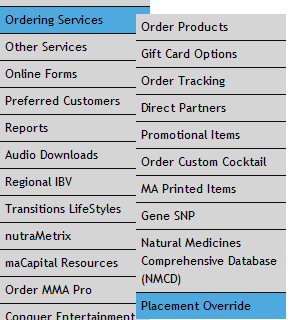 Ordering Services
Other Services
Online Forms
Preferred Customers
Reports
Audio Downloads
Regional IBV
Transitions LifeStyles
nutraMetrix
maCapital Resources
Order MMA Pro
Conquer Entertainment
Order Products
Gift Card Options
Order Tracking
Direct Partners
Promotional Items
Order Custom Cocktail
MA Printed Items
Gene SNP
Natural Medicines
Comprehensive Database
(NMCD)
Placement Override